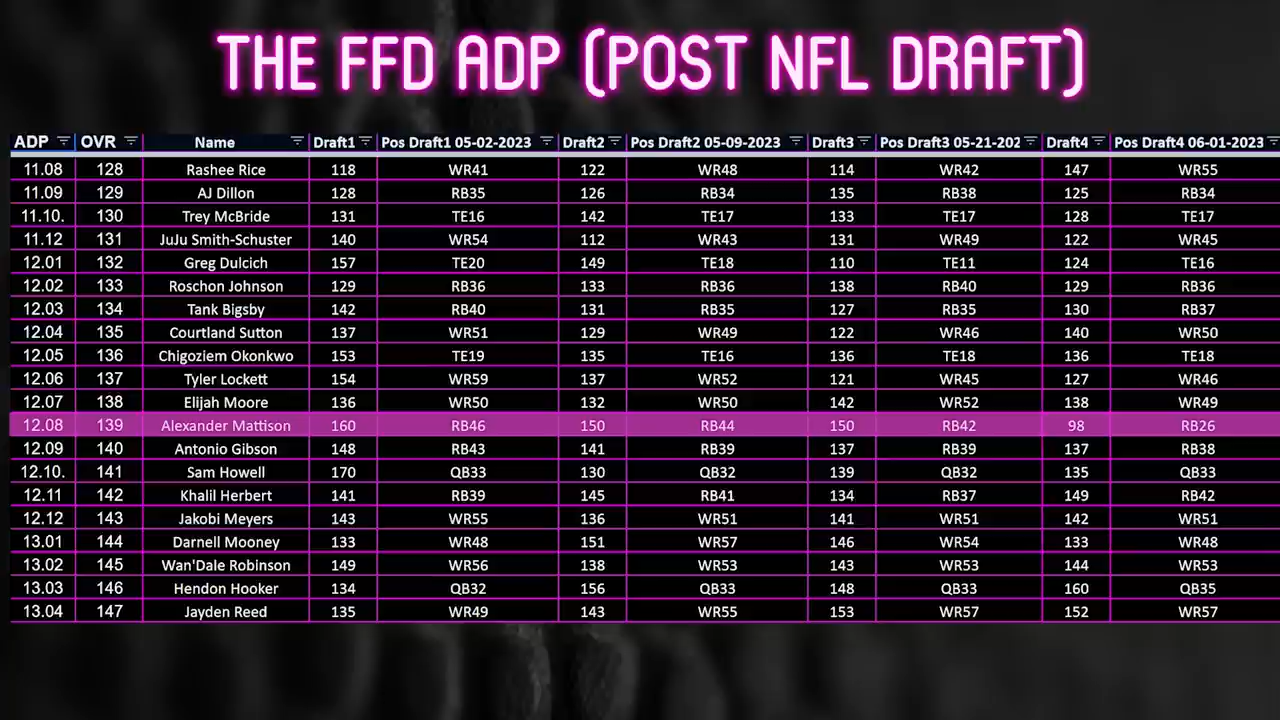 THE FFD ADP (POST NFL DRAFT)
ADP OVR Name Draft1 Pos Draft1 05-02-2023 Draft2 Pos Draft2 05-09-2023 Draft3 Pos Draft3 05-21-202 Draft4 Pos Draft4 06-01-2023
11.08 128 Rashee Rice 118 WR41 122 WR48 114 WR42 147 WR55
11.09 129 AJ Dillon 128 RB35 126 RB34 135 RB38 125 RB34
11.10. 130 Trey McBride 131 TE16 142 TE17 133 TE17 128 TE17
11.12 131 JuJu Smith-Schuster 140 WR54 112 WR43 131 WR49 122 WR45
12.01 132 Greg Dulcich 157 TE20 149 TE18 110 TE11 124 TE16
12.02 133 Roschon Johnson 129 RB36 133 RB36 138 RB40 129 RB36
12.03 134 Tank Bigsby 142 RB40 131 RB35 127 RB35 130 RB37
12.04 135 Courtland Sutton 137 WR51 129 WR49 122 WR46 140 WR50
12.05 136 Chigoziem Okonkwo 153 TE19 135 TE16 136 TE18 136 TE18
12.06 137 Tyler Lockett 154 WR59 137 WR52 121 WR45 127 WR46
12.07 138 Elijah Moore 136 WR50 132 WR50 142 WR52 138 WR49
12.08 139 Alexander Mattison 160 RB46 150 RB44 150 RB42 98 RB26
12.09 140 Antonio Gibson 148 RB43 141 RB39 137 RB39 137 RB38
12.10. 141 Sam Howell 170 QB33 130 QB32 139 QB32 135 QB33
12.11 142 Khalil Herbert 141 RB39 145 RB41 134 RB37 149 RB42
12.12 143 Jakobi Meyers 143 WR55 136 WR51 141 WR51 142 WR51
13.01 144 Darnell Mooney 133 WR48 151 WR57 146 WR54 133 WR48
13.02 145 Wan'Dale Robinson 149 WR56 138 WR53 143 WR53 144 WR53
13.03 146 Hendon Hooker 134 QB32 156 QB33 148 QB33 160 QB35
13.04 147 Jayden Reed 135 WR49 143 WR55 153 WR57 152 WR57